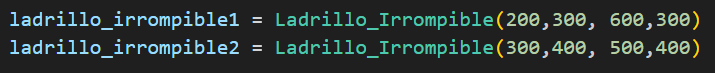 ladrillo_irrompible1 = Ladrillo_Irrompible(200,300, 600,300)
ladrillo_irrompible2 = Ladrillo_Irrompible(300,400, 500,400)